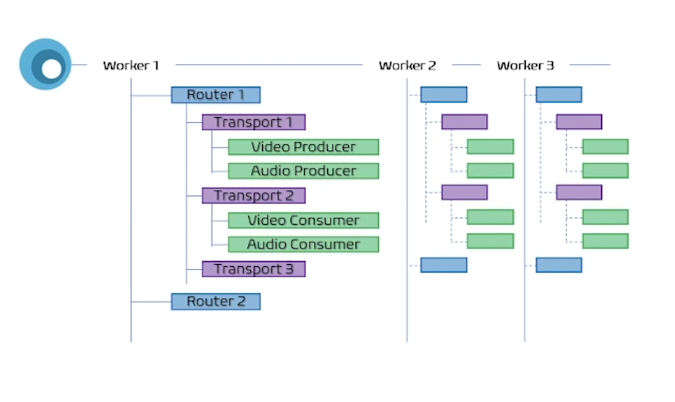 Worker 1
Worker 2
Worker 3
Router 1
Transport 1
Video Producer
Audio Producer
Transport 2
Video Consumer
Audio Consumer
Transport 3
Router 2